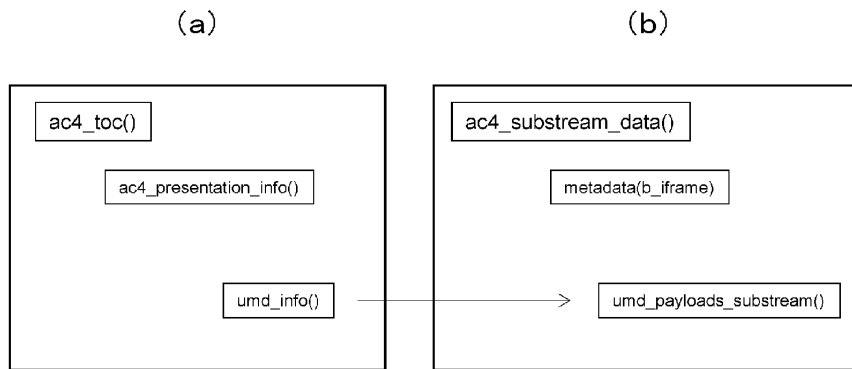 (a)
(b)
ac4_toc()
ac4_substream_data()
ac4_presentation_info()
metadata(b_iframe)
umd_info()
umd_payloads_substream()